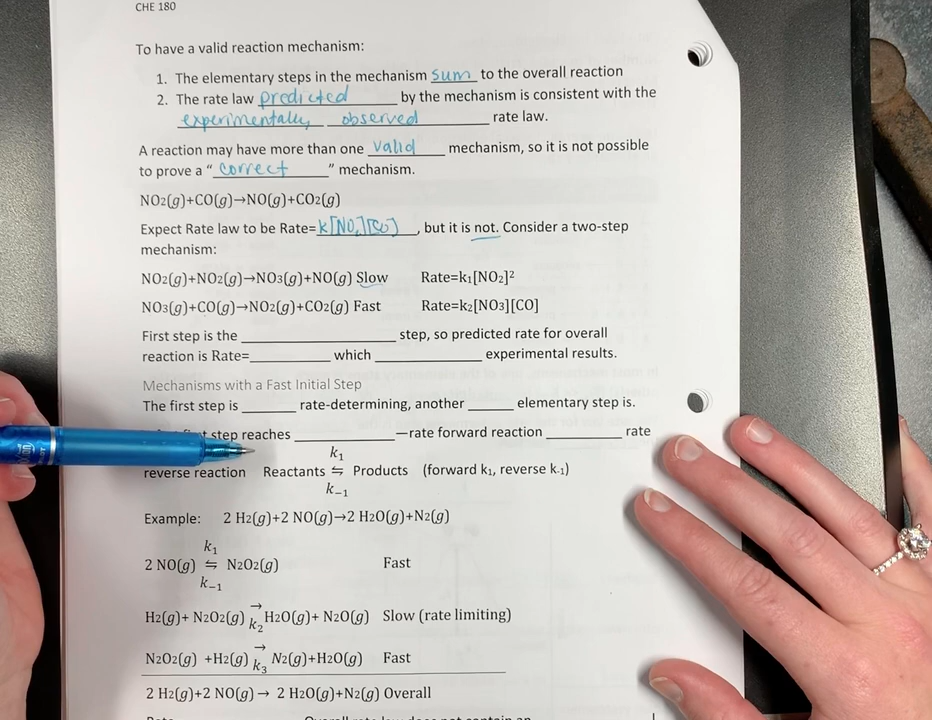 CHE 180
To have a valid reaction mechanism:
1. The elementary steps in the mechanism sum to the overall reaction
2. The rate law predicted by the mechanism is consistent with the
experimentally observed rate law.
A reaction may have more than one valid mechanism, so it is not possible
to prove a “correct” mechanism.
NO₂(g)+CO(g)→NO(g)+CO₂(g)
Expect Rate law to be Rate=k[NO₂][CO], but it is not. Consider a two-step
mechanism:
NO₂(g)+NO₂(g)→NO₃(g)+NO(g) Slow Rate=k₁[NO₂]²
NO₃(g)+CO(g)→NO₂(g)+CO₂(g) Fast Rate=k₂[NO₃][CO]
First step is the ____________ step, so predicted rate for overall
reaction is Rate=________ which __________ experimental results.
Mechanisms with a Fast Initial Step
The first step is _____ rate-determining, another _____ elementary step is.
step reaches __________—rate forward reaction ________ rate
k₁
reverse reaction Reactants ⇋ Products (forward k₁, reverse k₋₁)
k₋₁
Example: 2 H₂(g)+2 NO(g)→2 H₂O(g)+N₂(g)
k₁
2 NO(g) ⇋ N₂O₂(g) Fast
k₋₁
H₂(g)+ N₂O₂(g) →k₂ H₂O(g)+ N₂O(g) Slow (rate limiting)
N₂O₂(g) +H₂(g) →k₃ N₂(g)+H₂O(g) Fast
2 H₂(g)+2 NO(g)→ 2 H₂O(g)+N₂(g) Overall